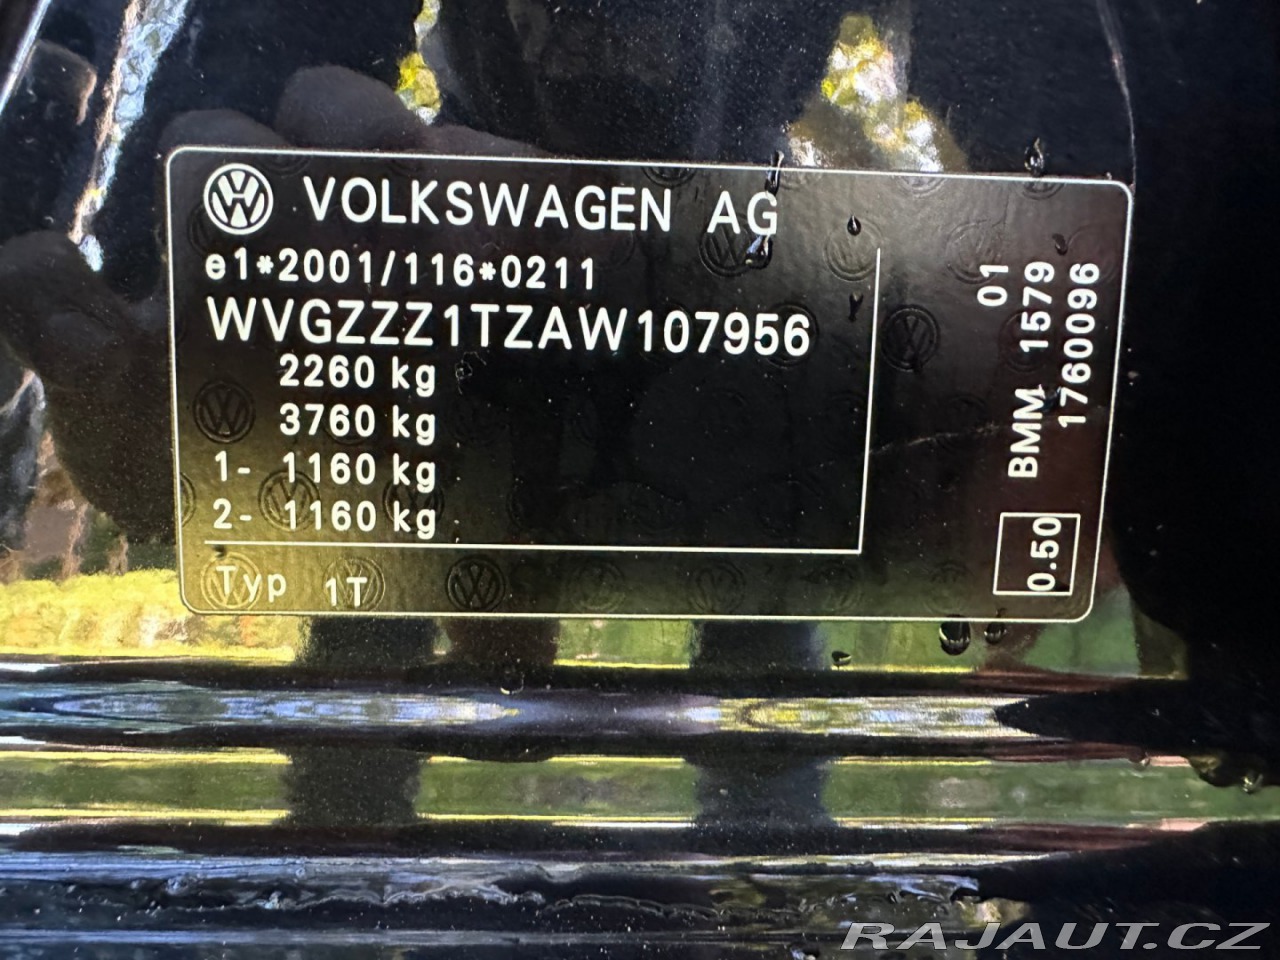 VOLKSWAGEN AG
e1*2001/116*0211
WVGZZZ1TZAW107956
2260 kg
3760 kg
1- 1160 kg
2- 1160 kg
Typ 1T
01
BMM 1579
1760096
0.50
RAJAUT.CZ